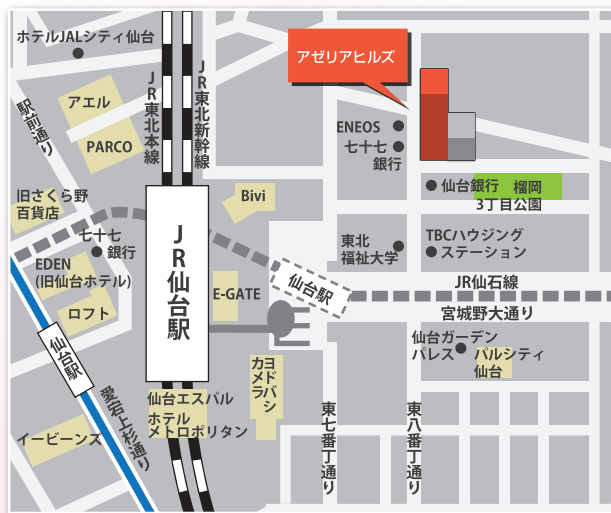 ホテルJALシティ仙台
アゼリアヒルズ
JR東北本線
JR東北新幹線
駅前通り
アエル
PARCO
ENEOS
七十七
銀行
旧さくら野
百貨店
Bivi
仙台銀行
榴岡
3丁目公園
七十七
銀行
JR仙台駅
東北
福祉大学
TBCハウジング
ステーション
EDEN
(旧仙台ホテル)
E-GATE
仙台駅
JR仙石線
ロフト
宮城野大通り
仙台駅
仙台ガーデン
パレス
パルシティ
仙台
ヨドバシ
カメラ
愛宕上杉通り
仙台エスパル
ホテル
メトロポリタン
イービーンズ
東七番丁通り
東八番丁通り